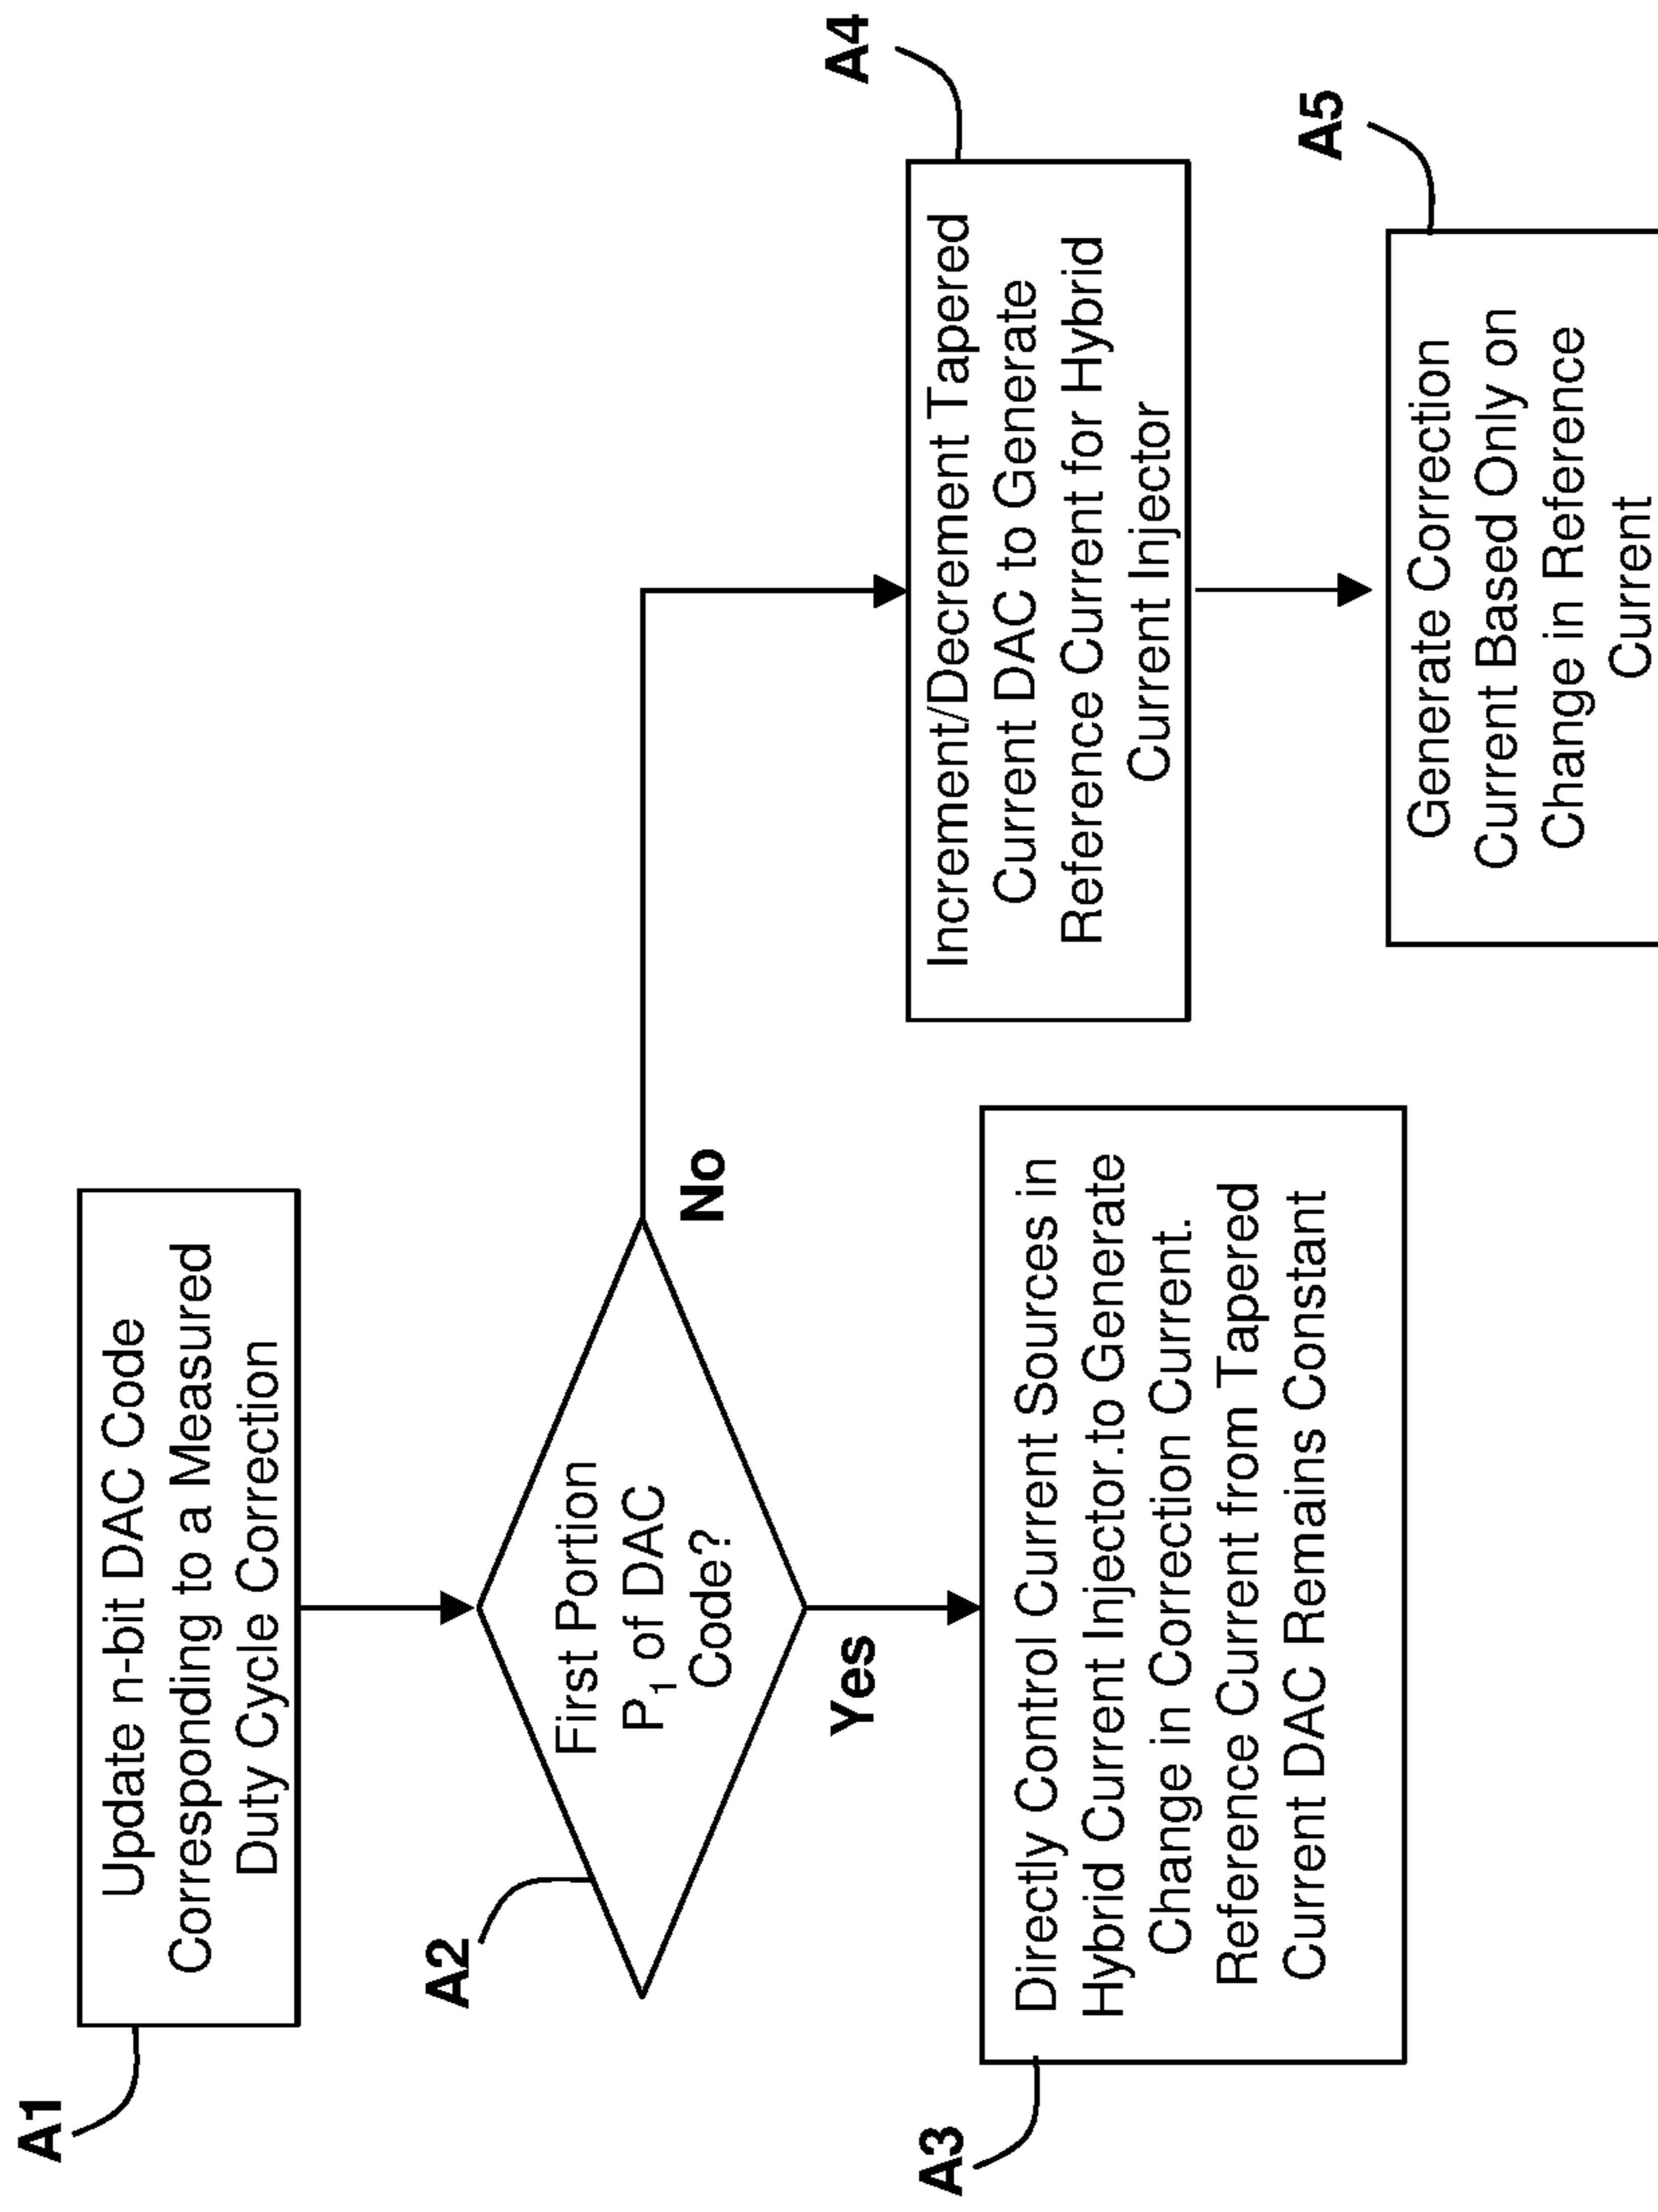 A1
Update n-bit DAC Code
Corresponding to a Measured
Duty Cycle Correction
A2
First Portion
P1 of DAC
Code?
No
Yes
A3
Directly Control Current Sources in
Hybrid Current Injector.to Generate
Change in Correction Current.
Reference Current from Tapered
Current DAC Remains Constant
A4
Increment/Decrement Tapered
Current DAC to Generate
Reference Current for Hybrid
Current Injector
A5
Generate Correction
Current Based Only on
Change in Reference
Current